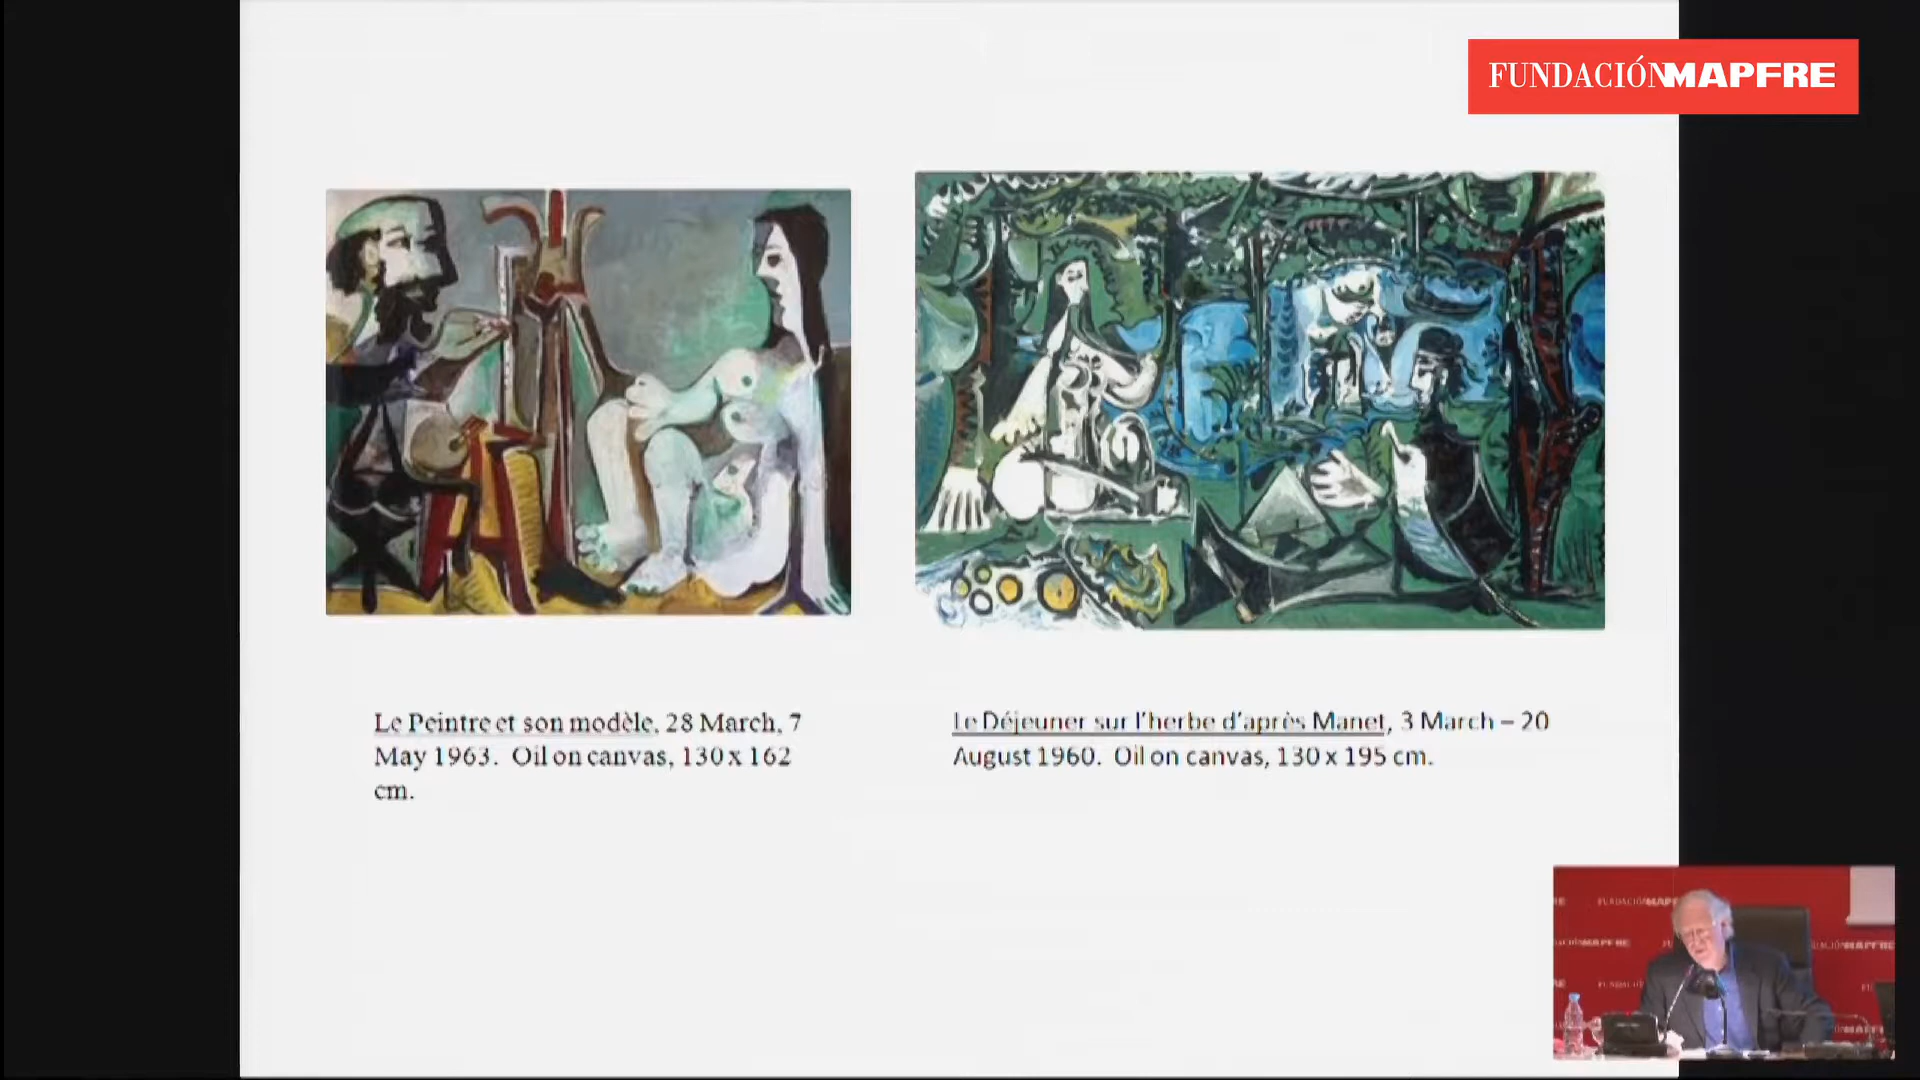 FUNDACIÓNMAPFRE
Le Peintre et son modèle, 28 March, 7
May 1963. Oil on canvas, 130 x 162
cm.
Le Déjeuner sur l'herbe d'après Manet, 3 March – 20
August 1960. Oil on canvas, 130 x 195 cm.